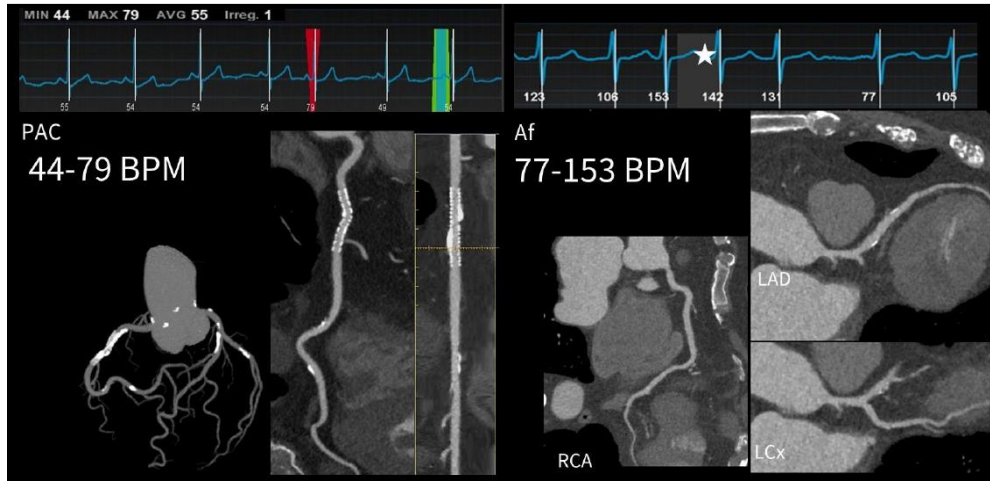 MIN 44 MAX 79 AVG 55 Irreg. 1
55 54 54 54 79 49 54
PAC
44-79 BPM
123 106 153 142 131 77 105
Af
77-153 BPM
LAD
RCA
LCx